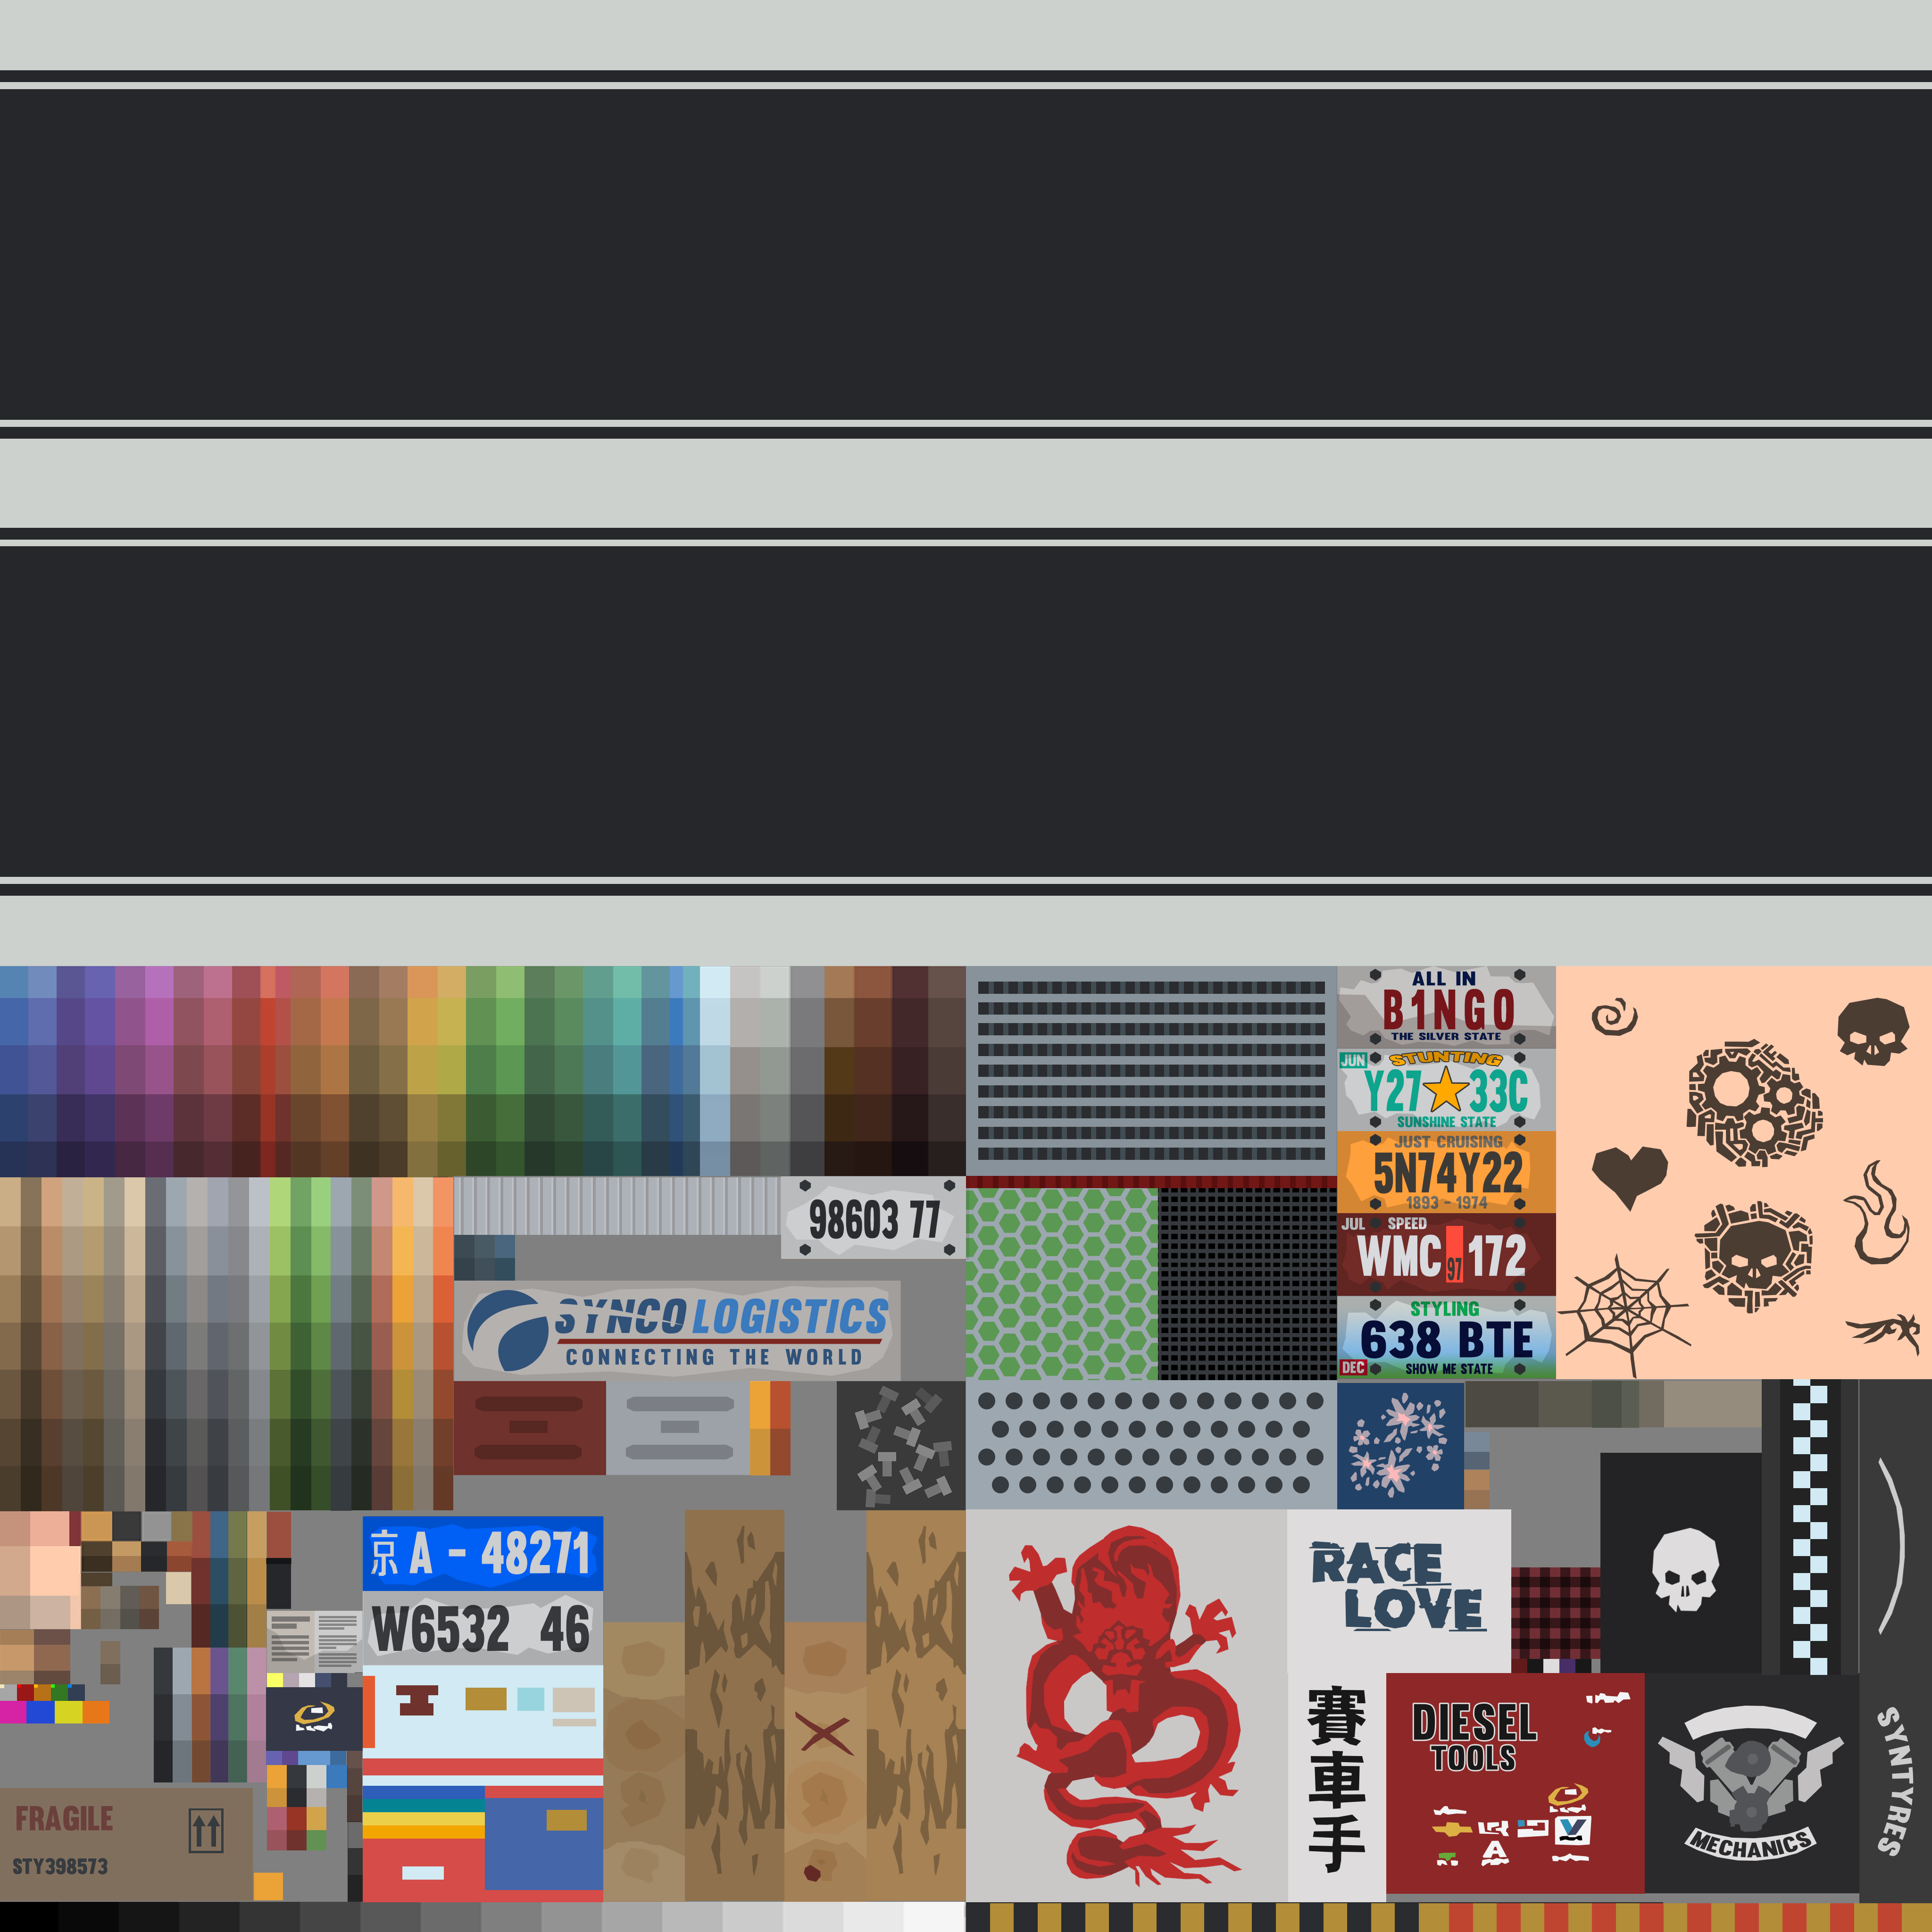 ALL IN
B1NGO
THE SILVER STATE
JUN
STUNTING
Y27 33C
SUNSHINE STATE
JUST CRUISING
5N74Y22
1893 - 1974
JUL SPEED
WMC 97 172
STYLING
638 BTE
DEC SHOW ME STATE
98603 77
SYNCO LOGISTICS
CONNECTING THE WORLD
京 A - 48271
W6532 46
FRAGILE
STY398573
RACE
LOVE
賽
車
手
DIESEL
TOOLS
MECHANICS
SYNTYRES